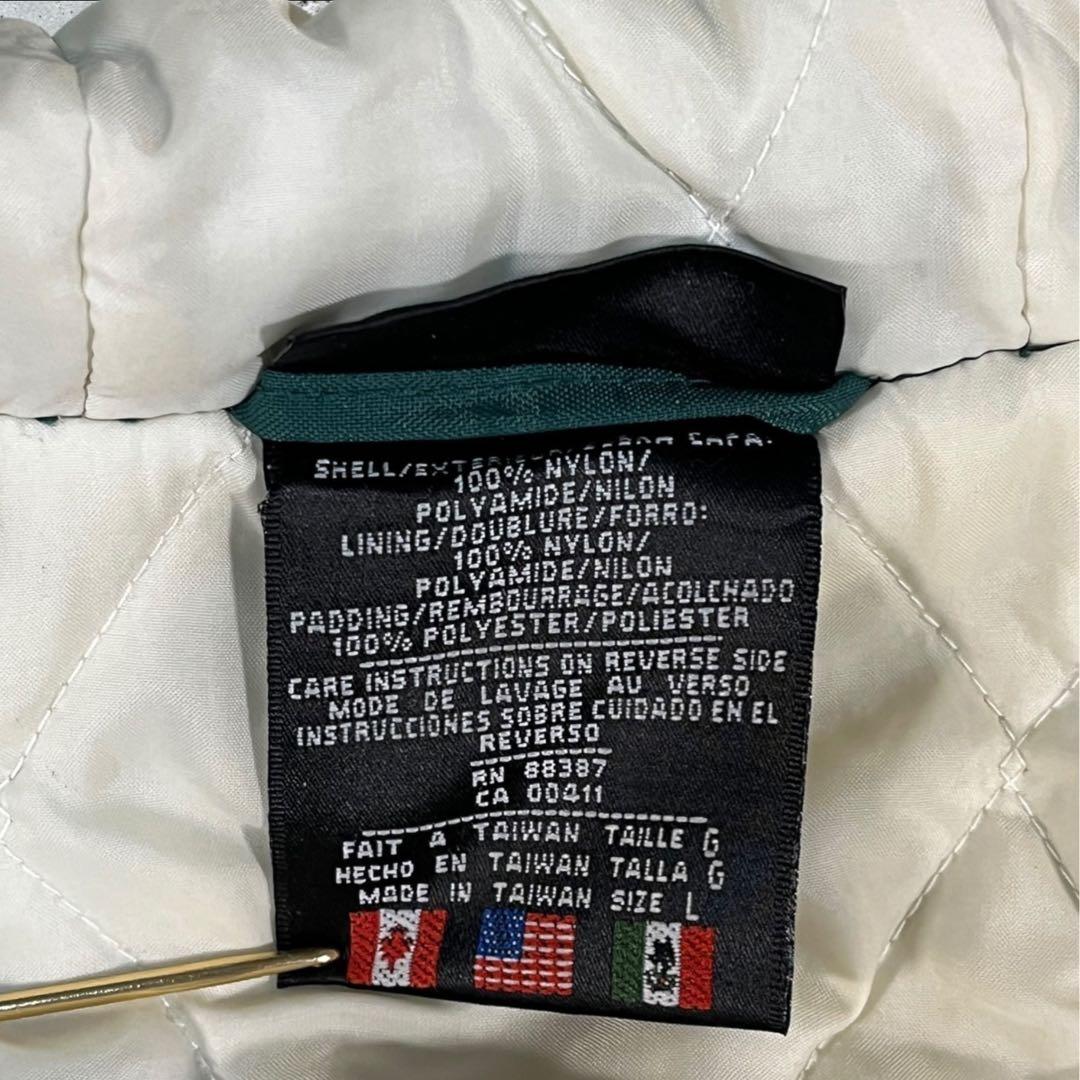 SHELL/
100% NYLON/
POLYAMIDE/NILON
LINING/DOUBLURE/FORRO:
100% NYLON/
POLYAMIDE/NILON
PADDING/REMBOURRAGE/ACOLCHADO
100% POLYESTER/POLIESTER
CARE INSTRUCTIONS ON REVERSE SIDE
MODE DE LAVAGE AU VERSO
INSTRUCCIONES SOBRE CUIDADO EN EL
REVERSO
RN 88387
CA 00411
FAIT A TAIWAN TAILLE G
HECHO EN TAIWAN TALLA G
MADE IN TAIWAN SIZE L